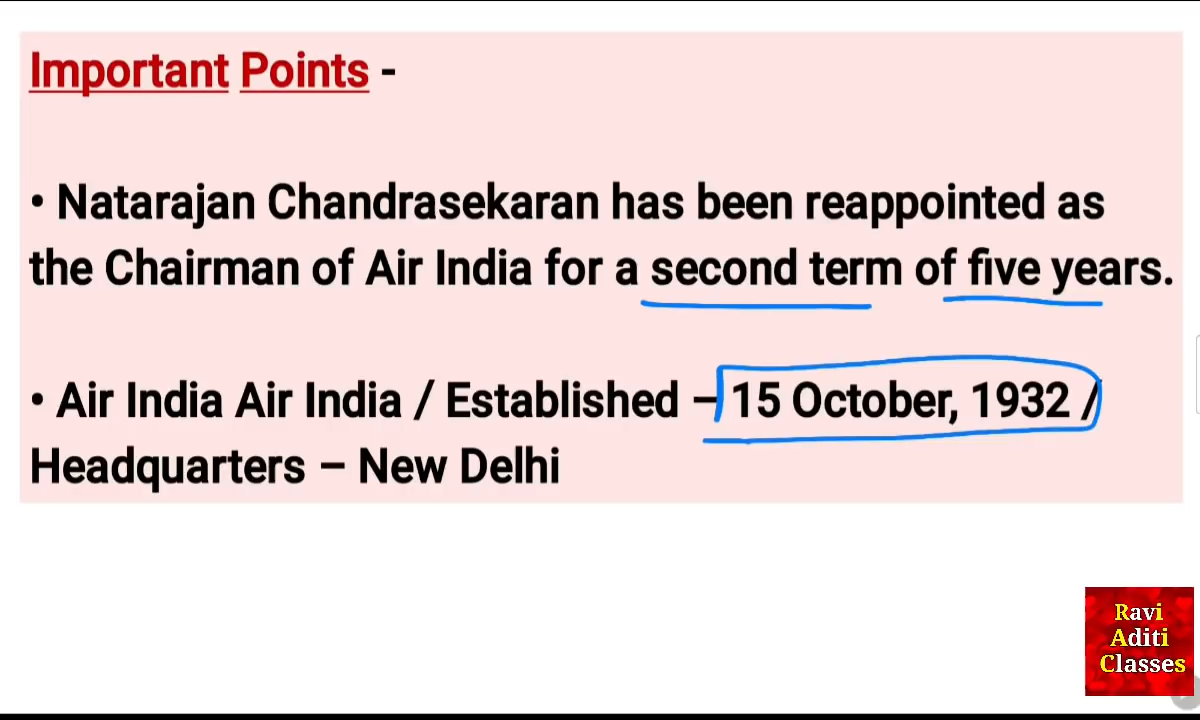 Important Points -
• Natarajan Chandrasekaran has been reappointed as
the Chairman of Air India for a second term of five years.
• Air India Air India / Established – 15 October, 1932 /
Headquarters – New Delhi
Ravi
Aditi
Classes